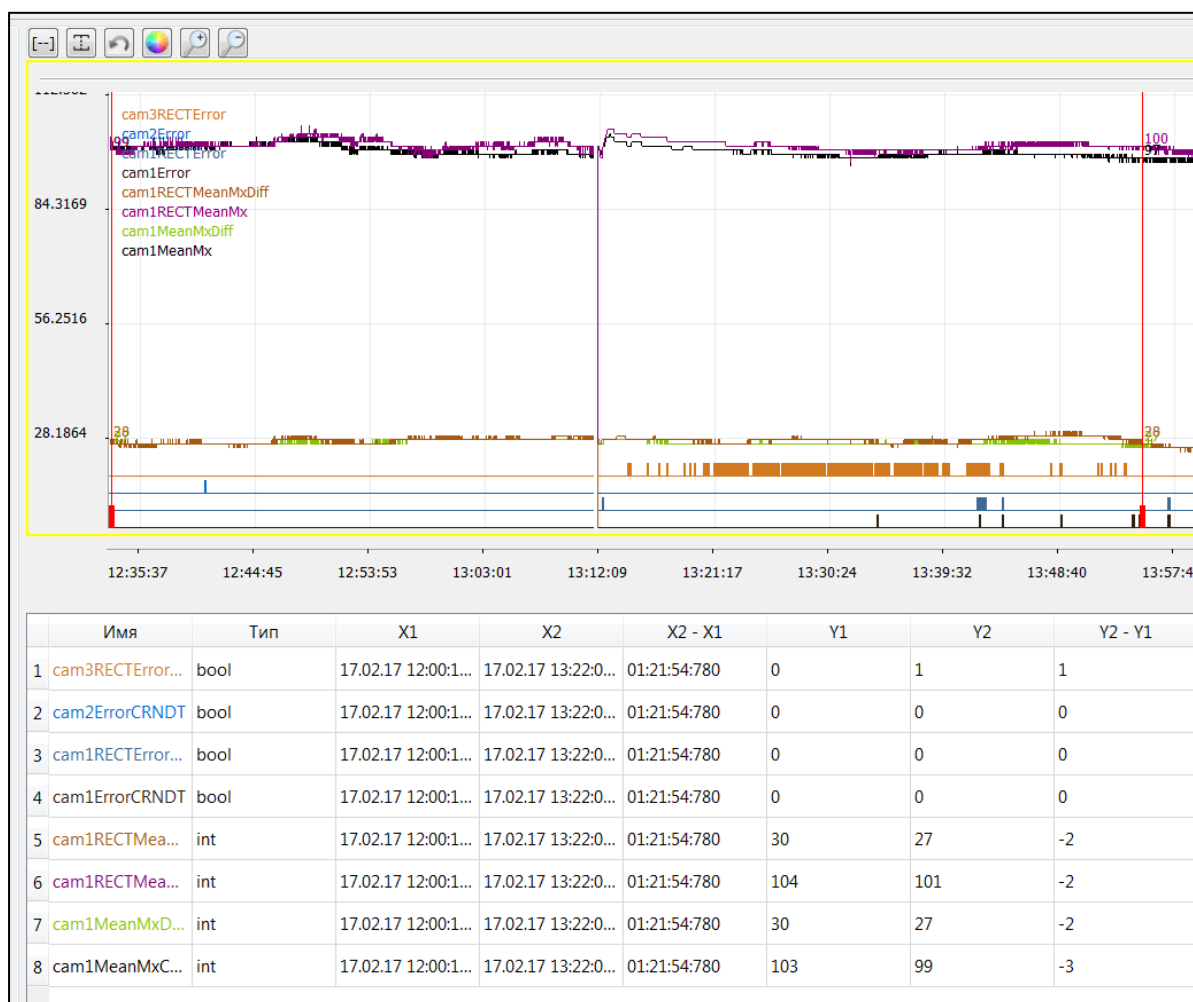 [--]
cam3RECTError
cam2Error
99
cam1RECTError
100
97
cam1Error
cam1RECTMeanMxDiff
84.3169
cam1RECTMeanMx
cam1MeanMxDiff
cam1MeanMx
56.2516
28.1864
28
28
12:35:37 12:44:45 12:53:53 13:03:01 13:12:09 13:21:17 13:30:24 13:39:32 13:48:40 13:57:4
Имя Тип X1 X2 X2 - X1 Y1 Y2 Y2 - Y1
1 cam3RECTError... bool 17.02.17 12:00:1... 17.02.17 13:22:0... 01:21:54:780 0 1 1
2 cam2ErrorCRNDT bool 17.02.17 12:00:1... 17.02.17 13:22:0... 01:21:54:780 0 0 0
3 cam1RECTError... bool 17.02.17 12:00:1... 17.02.17 13:22:0... 01:21:54:780 0 0 0
4 cam1ErrorCRNDT bool 17.02.17 12:00:1... 17.02.17 13:22:0... 01:21:54:780 0 0 0
5 cam1RECTMea... int 17.02.17 12:00:1... 17.02.17 13:22:0... 01:21:54:780 30 27 -2
6 cam1RECTMea... int 17.02.17 12:00:1... 17.02.17 13:22:0... 01:21:54:780 104 101 -2
7 cam1MeanMxD... int 17.02.17 12:00:1... 17.02.17 13:22:0... 01:21:54:780 30 27 -2
8 cam1MeanMxC... int 17.02.17 12:00:1... 17.02.17 13:22:0... 01:21:54:780 103 99 -3